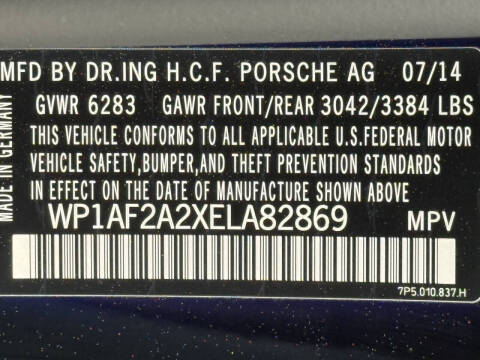 MFD BY DR.ING H.C.F. PORSCHE AG 07/14
GVWR 6283 GAWR FRONT/REAR 3042/3384 LBS
THIS VEHICLE CONFORMS TO ALL APPLICABLE U.S.FEDERAL MOTOR
VEHICLE SAFETY,BUMPER,AND THEFT PREVENTION STANDARDS
IN EFFECT ON THE DATE OF MANUFACTURE SHOWN ABOVE
WP1AF2A2XELA82869 MPV
7P5.010.837.H
MADE IN GERMANY